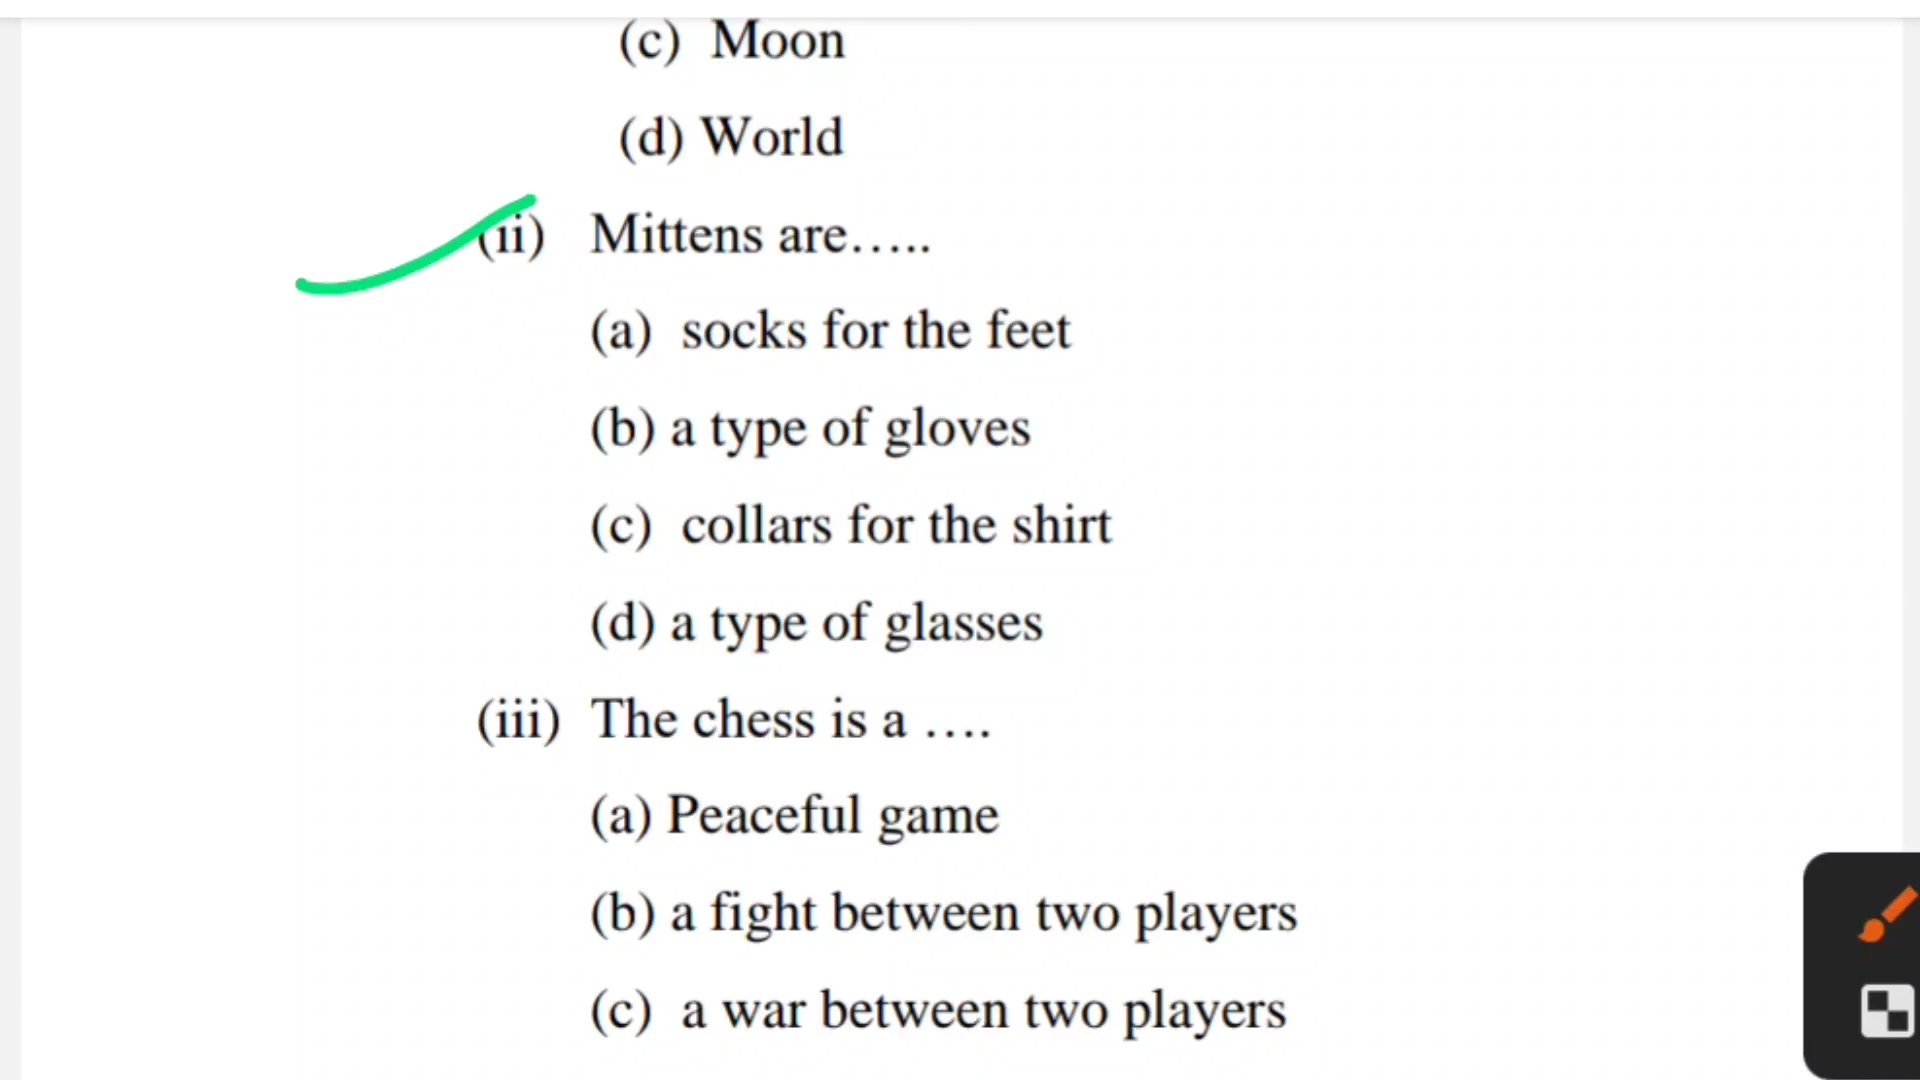 (c) Moon
(d) World
(ii) Mittens are.....
(a) socks for the feet
(b) a type of gloves
(c) collars for the shirt
(d) a type of glasses
(iii) The chess is a ....
(a) Peaceful game
(b) a fight between two players
(c) a war between two players